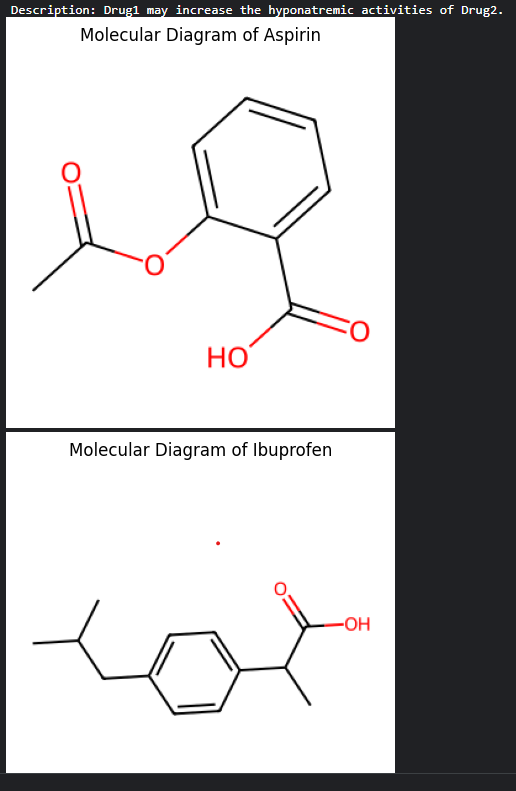 Description: Drug1 may increase the hyponatremic activities of Drug2.
Molecular Diagram of Aspirin
O
O
O
HO
Molecular Diagram of Ibuprofen
O
OH